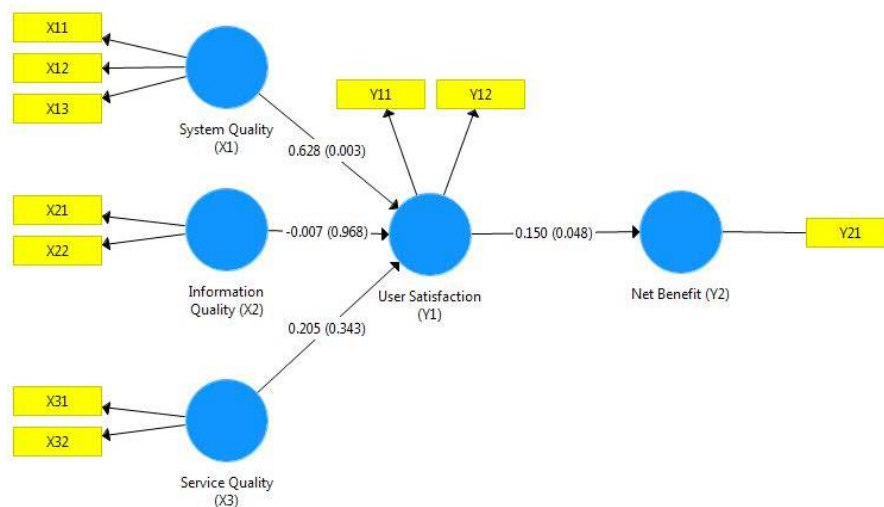 X11
X12
X13
System Quality
(X1)
0.628 (0.003)
Y11
Y12
X21
X22
Information
Quality (X2)
-0.007 (0.968)
User Satisfaction
(Y1)
0.150 (0.048)
Net Benefit (Y2)
Y21
0.205 (0.343)
X31
X32
Service Quality
(X3)